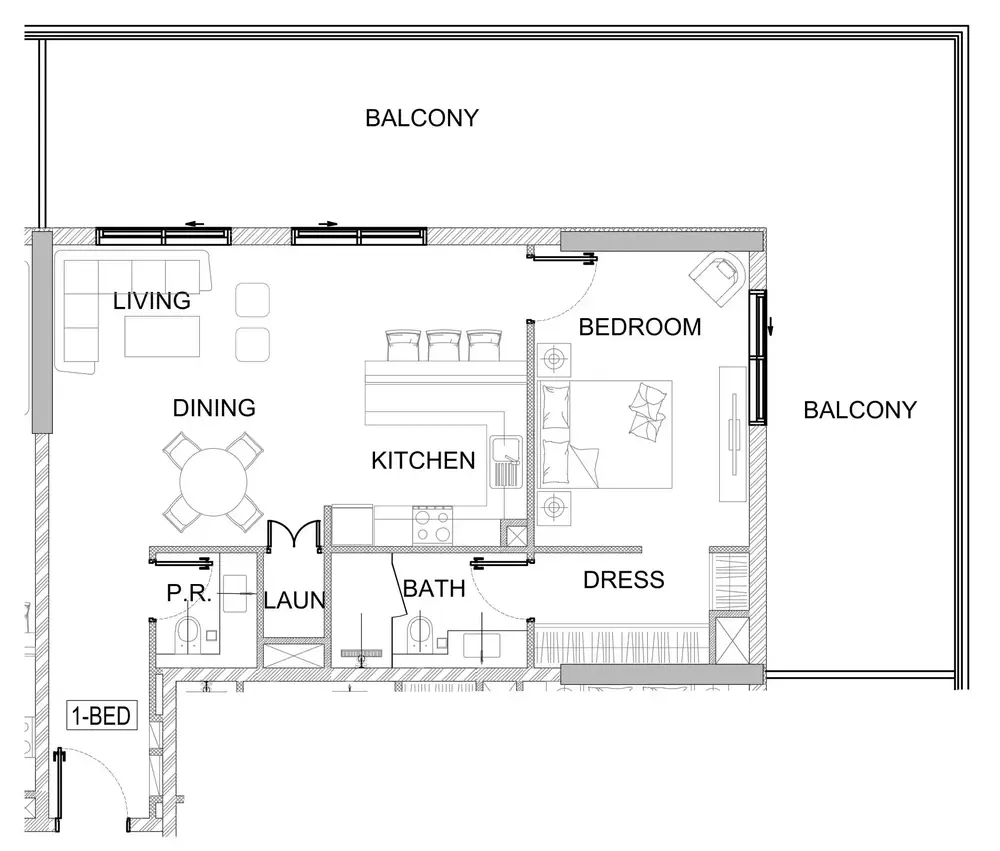 BALCONY
LIVING
BEDROOM
DINING
BALCONY
KITCHEN
P.R.
LAUN
BATH
DRESS
1-BED